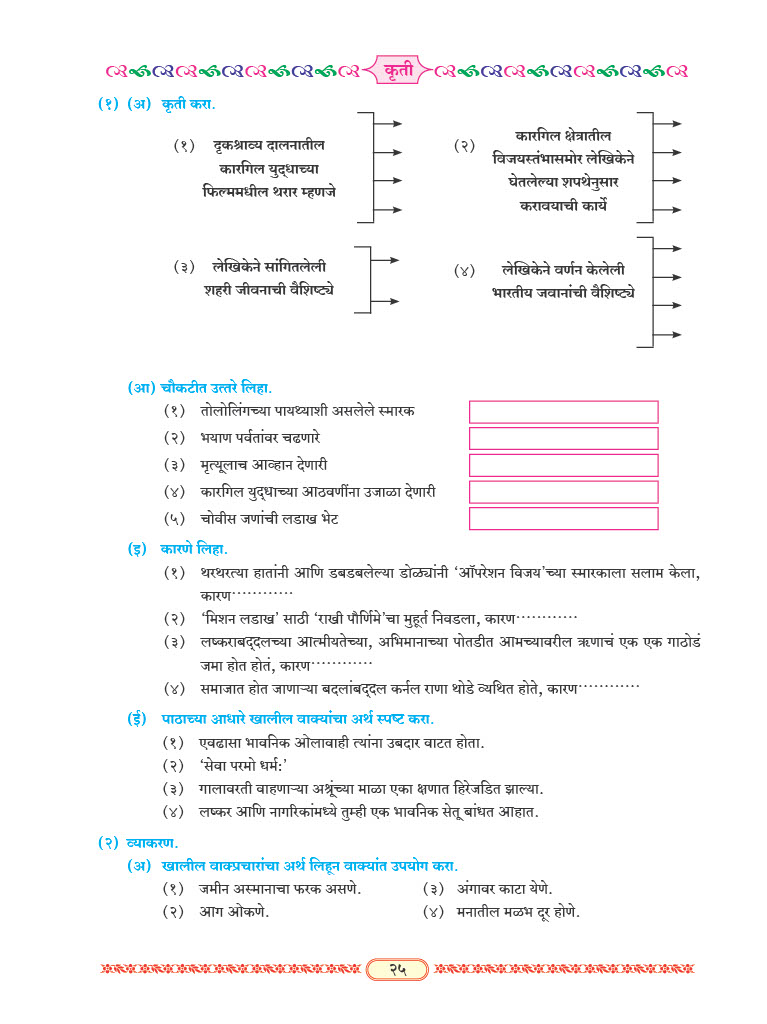 कृती
(१) (अ) कृती करा.
(१) दृकश्राव्य दालनातील
कारगिल युद्धाच्या
फिल्ममधील थरार म्हणजे
(२) कारगिल क्षेत्रातील
विजयस्तंभासमोर लेखिकेने
घेतलेल्या शपथेनुसार
करावयाची कार्ये
(३) लेखिकेने सांगितलेली
शहरी जीवनाची वैशिष्ट्ये
(४) लेखिकेने वर्णन केलेली
भारतीय जवानांची वैशिष्ट्ये
(आ) चौकटीत उत्तरे लिहा.
(१) तोलोलिंगच्या पायथ्याशी असलेले स्मारक
(२) भयाण पर्वतांवर चढणारे
(३) मृत्यूलाच आव्हान देणारी
(४) कारगिल युद्धाच्या आठवणींना उजाळा देणारी
(५) चोवीस जणांची लडाख भेट
(इ) कारणे लिहा.
(१) थरथरत्या हातांनी आणि डबडबलेल्या डोळ्यांनी ‘ऑपरेशन विजय’च्या स्मारकाला सलाम केला,
कारण············
(२) ‘मिशन लडाख’ साठी ‘राखी पौर्णिमे’चा मुहूर्त निवडला, कारण············
(३) लष्कराबद्दलच्या आत्मीयतेच्या, अभिमानाच्या पोतडीत आमच्यावरील ऋणाचं एक एक गाठोडं
जमा होत होतं, कारण············
(४) समाजात होत जाणाऱ्या बदलांबद्दल कर्नल राणा थोडे व्यथित होते, कारण············
(ई) पाठाच्या आधारे खालील वाक्यांचा अर्थ स्पष्ट करा.
(१) एवढासा भावनिक ओलावाही त्यांना उबदार वाटत होता.
(२) ‘सेवा परमो धर्मः’
(३) गालावरती वाहणाऱ्या अश्रूंच्या माळा एका क्षणात हिरेजडित झाल्या.
(४) लष्कर आणि नागरिकांमध्ये तुम्ही एक भावनिक सेतू बांधत आहात.
(२) व्याकरण.
(अ) खालील वाक्प्रचारांचा अर्थ लिहून वाक्यांत उपयोग करा.
(१) जमीन अस्मानाचा फरक असणे.
(३) अंगावर काटा येणे.
(२) आग ओकणे.
(४) मनातील मळभ दूर होणे.
२५